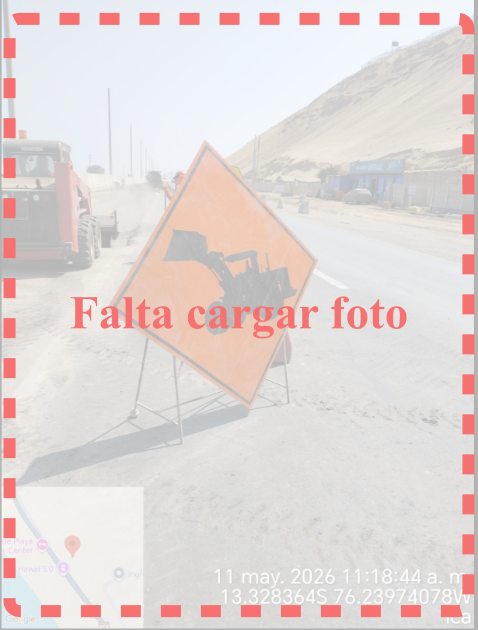 Falta cargar foto
11 may. 2026 11:18:44 a. m
13.328364S 76.23974078W
Ica